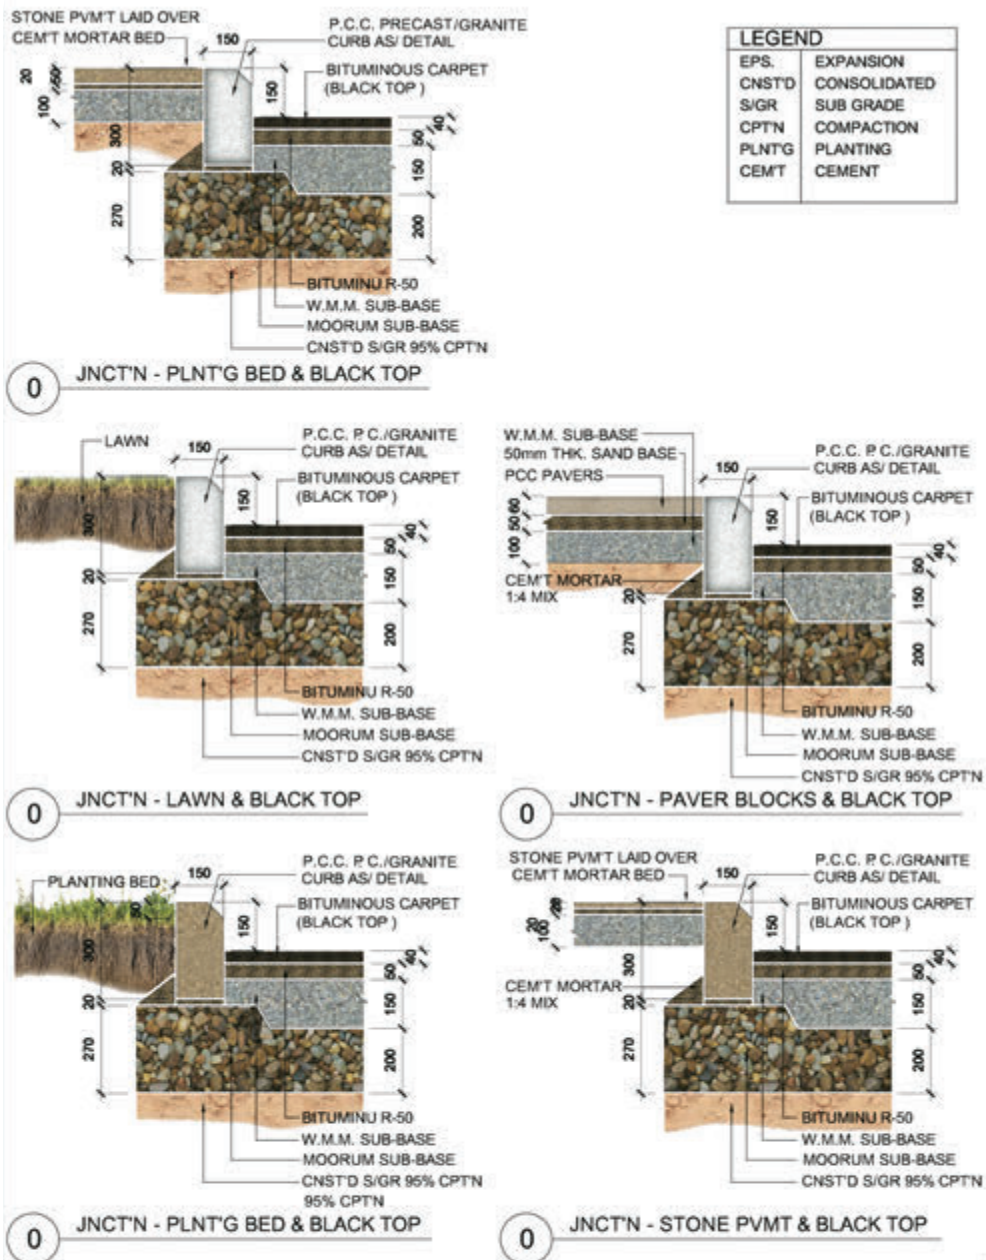 STONE PVM'T LAID OVER
CEM'T MORTAR BED
150
P.C.C. PRECAST/GRANITE
CURB AS/ DETAIL
BITUMINOUS CARPET
(BLACK TOP )
20
50
100
300
20
270
150
40
50
150
200
BITUMINU R-50
W.M.M. SUB-BASE
MOORUM SUB-BASE
CNST'D S/GR 95% CPT'N
0
JNCT'N - PLNT'G BED & BLACK TOP
LEGEND
EPS. EXPANSION
CNST'D CONSOLIDATED
S/GR SUB GRADE
CPT'N COMPACTION
PLNT'G PLANTING
CEM'T CEMENT
LAWN
150
P.C.C. P.C./GRANITE
CURB AS/ DETAIL
BITUMINOUS CARPET
(BLACK TOP )
300
20
270
150
40
50
150
200
BITUMINU R-50
W.M.M. SUB-BASE
MOORUM SUB-BASE
CNST'D S/GR 95% CPT'N
0
JNCT'N - LAWN & BLACK TOP
W.M.M. SUB-BASE
50mm THK. SAND BASE
PCC PAVERS
150
P.C.C. P.C./GRANITE
CURB AS/ DETAIL
BITUMINOUS CARPET
(BLACK TOP )
60
50
100
CEM'T MORTAR
1:4 MIX
20
270
150
40
50
150
200
BITUMINU R-50
W.M.M. SUB-BASE
MOORUM SUB-BASE
CNST'D S/GR 95% CPT'N
0
JNCT'N - PAVER BLOCKS & BLACK TOP
PLANTING BED
150
P.C.C. P.C./GRANITE
CURB AS/ DETAIL
BITUMINOUS CARPET
(BLACK TOP )
50
300
20
270
150
40
50
150
200
BITUMINU R-50
W.M.M. SUB-BASE
MOORUM SUB-BASE
CNST'D S/GR 95% CPT'N
95% CPT'N
0
JNCT'N - PLNT'G BED & BLACK TOP
STONE PVM'T LAID OVER
CEM'T MORTAR BED
150
P.C.C. P.C./GRANITE
CURB AS/ DETAIL
BITUMINOUS CARPET
(BLACK TOP )
20
100
300
CEM'T MORTAR
1:4 MIX
20
270
150
40
50
150
200
BITUMINU R-50
W.M.M. SUB-BASE
MOORUM SUB-BASE
CNST'D S/GR 95% CPT'N
0
JNCT'N - STONE PVMT & BLACK TOP